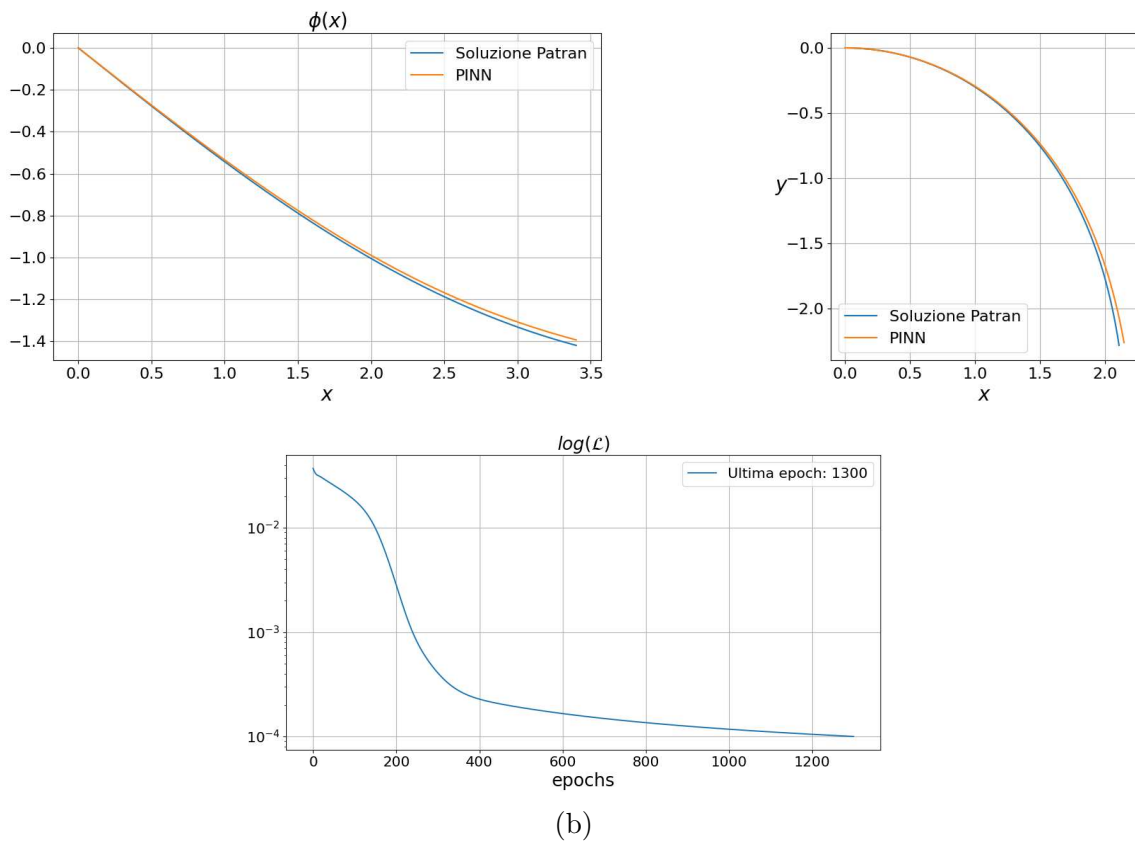 ϕ(x)
0.0
−0.2
−0.4
−0.6
−0.8
−1.0
−1.2
−1.4
Soluzione Patran
PINN
0.0 0.5 1.0 1.5 2.0 2.5 3.0 3.5
x
0.0
−0.5
−1.0
−1.5
−2.0
y
Soluzione Patran
PINN
0.0 0.5 1.0 1.5 2.0
x
log(ℒ)
Ultima epoch: 1300
10⁻²
10⁻³
10⁻⁴
0 200 400 600 800 1000 1200
epochs
(b)